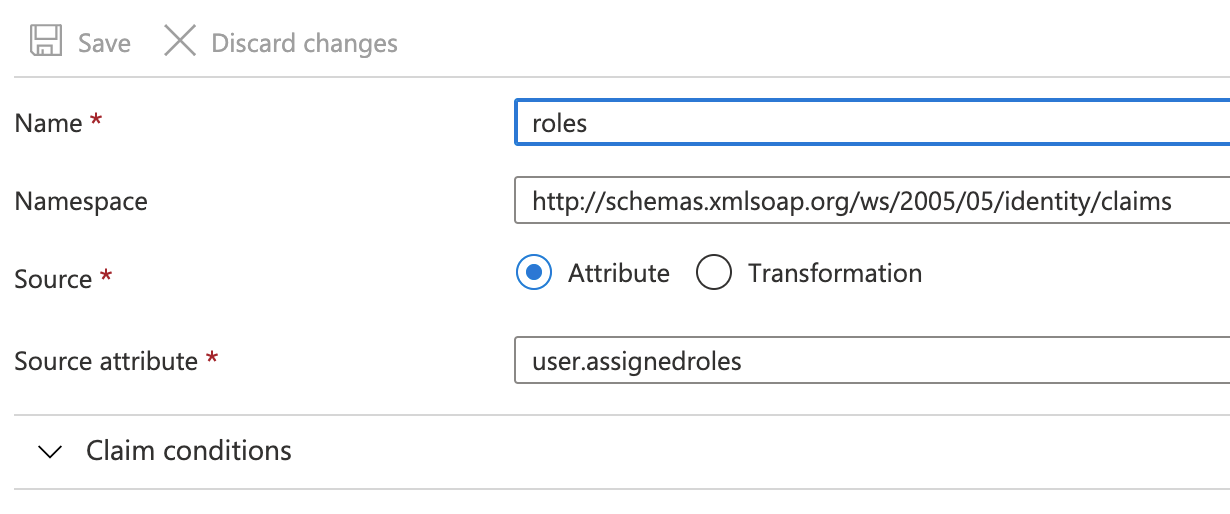 Save Discard changes
Name * roles
Namespace http://schemas.xmlsoap.org/ws/2005/05/identity/claims
Source * Attribute Transformation
Source attribute * user.assignedroles
Claim conditions